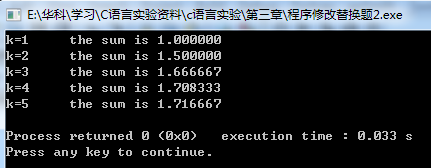 E:\华科\学习\C语言实验资料\c语言实验\第三章\程序修改替换题2.exe
k=1 the sum is 1.000000
k=2 the sum is 1.500000
k=3 the sum is 1.666667
k=4 the sum is 1.708333
k=5 the sum is 1.716667
Process returned 0 (0x0) execution time : 0.033 s
Press any key to continue.